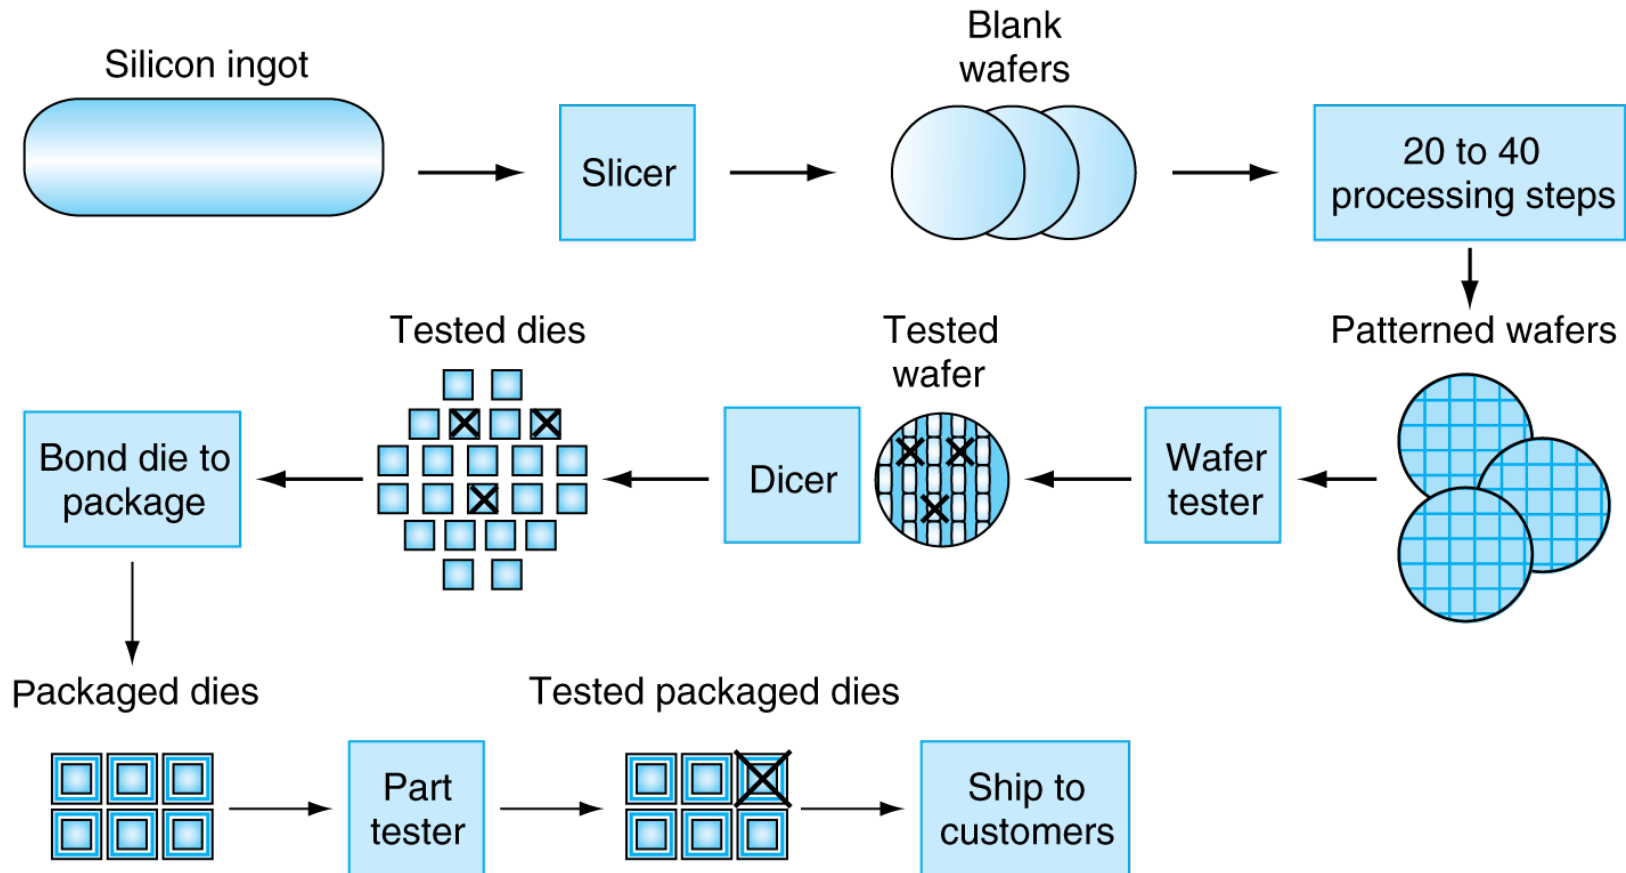 Silicon ingot
Slicer
Blank
wafers
20 to 40
processing steps
Patterned wafers
Wafer
tester
Tested
wafer
Dicer
Tested dies
Bond die to
package
Packaged dies
Part
tester
Tested packaged dies
Ship to
customers